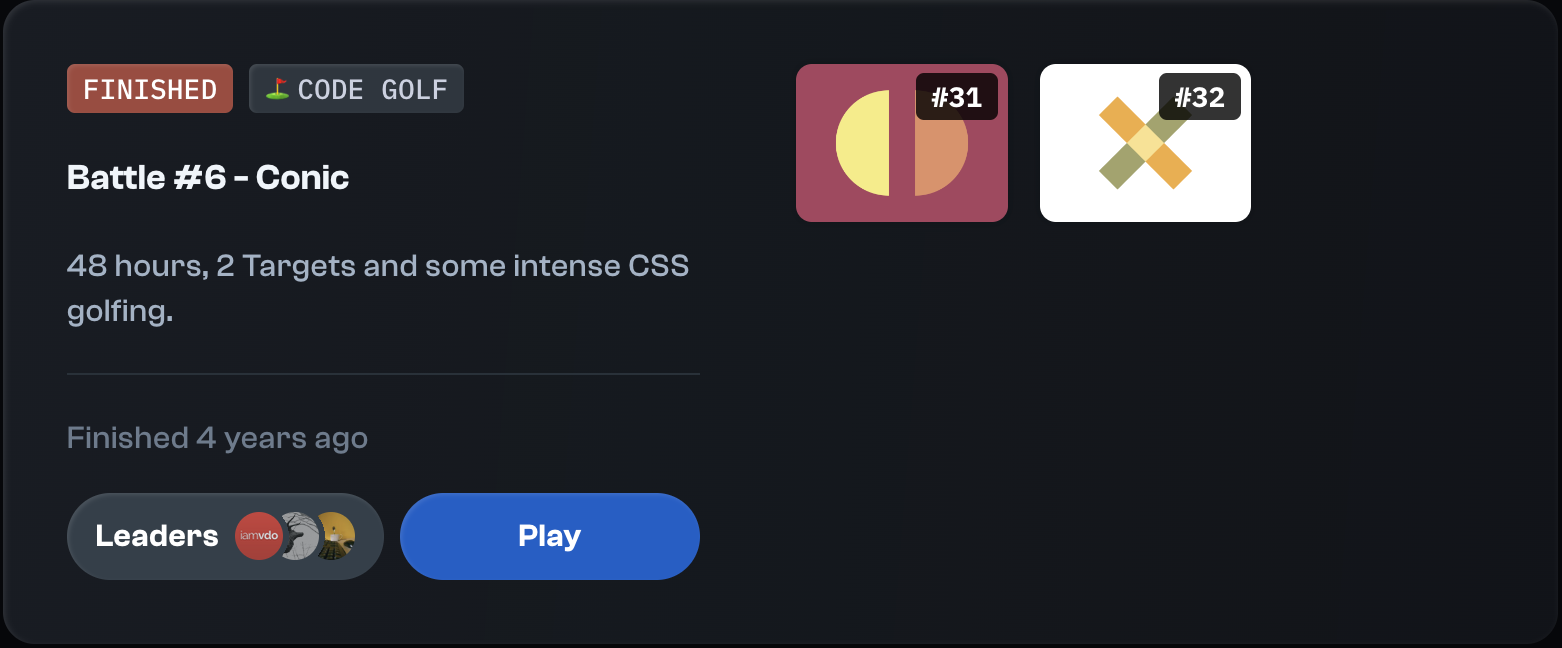 FINISHED
CODE GOLF
#31
#32
Battle #6 - Conic
48 hours, 2 Targets and some intense CSS
golfing.
Finished 4 years ago
Leaders
iamvdo
Play